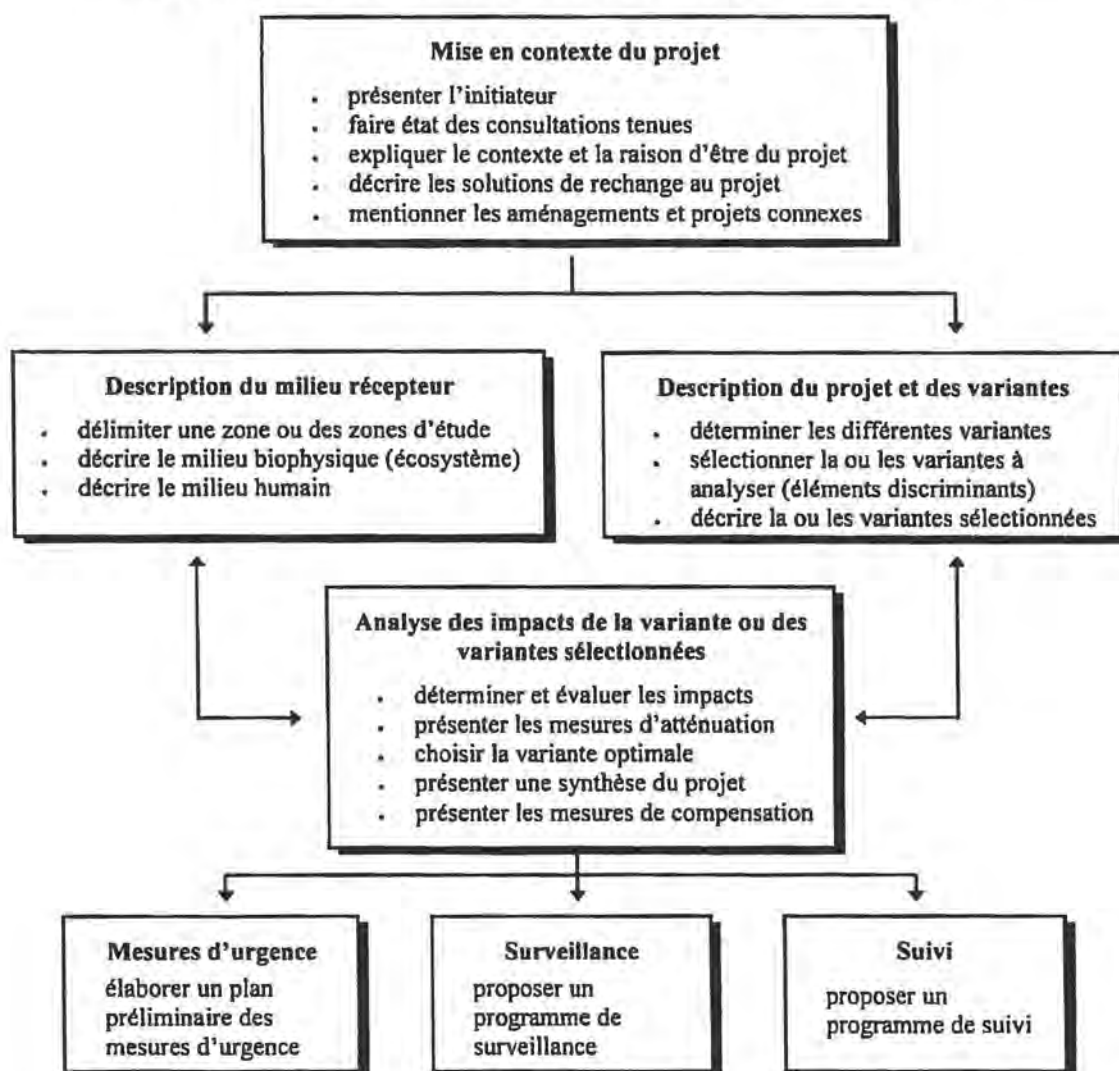 Mise en contexte du projet
• présenter l'initiateur
• faire état des consultations tenues
• expliquer le contexte et la raison d'être du projet
• décrire les solutions de rechange au projet
• mentionner les aménagements et projets connexes
Description du milieu récepteur
• délimiter une zone ou des zones d'étude
• décrire le milieu biophysique (écosystème)
• décrire le milieu humain
Description du projet et des variantes
• déterminer les différentes variantes
• sélectionner la ou les variantes à
analyser (éléments discriminants)
• décrire la ou les variantes sélectionnées
Analyse des impacts de la variante ou des
variantes sélectionnées
• déterminer et évaluer les impacts
• présenter les mesures d'atténuation
• choisir la variante optimale
• présenter une synthèse du projet
• présenter les mesures de compensation
Mesures d'urgence
élaborer un plan
préliminaire des
mesures d'urgence
Surveillance
proposer un
programme de
surveillance
Suivi
proposer un
programme de suivi